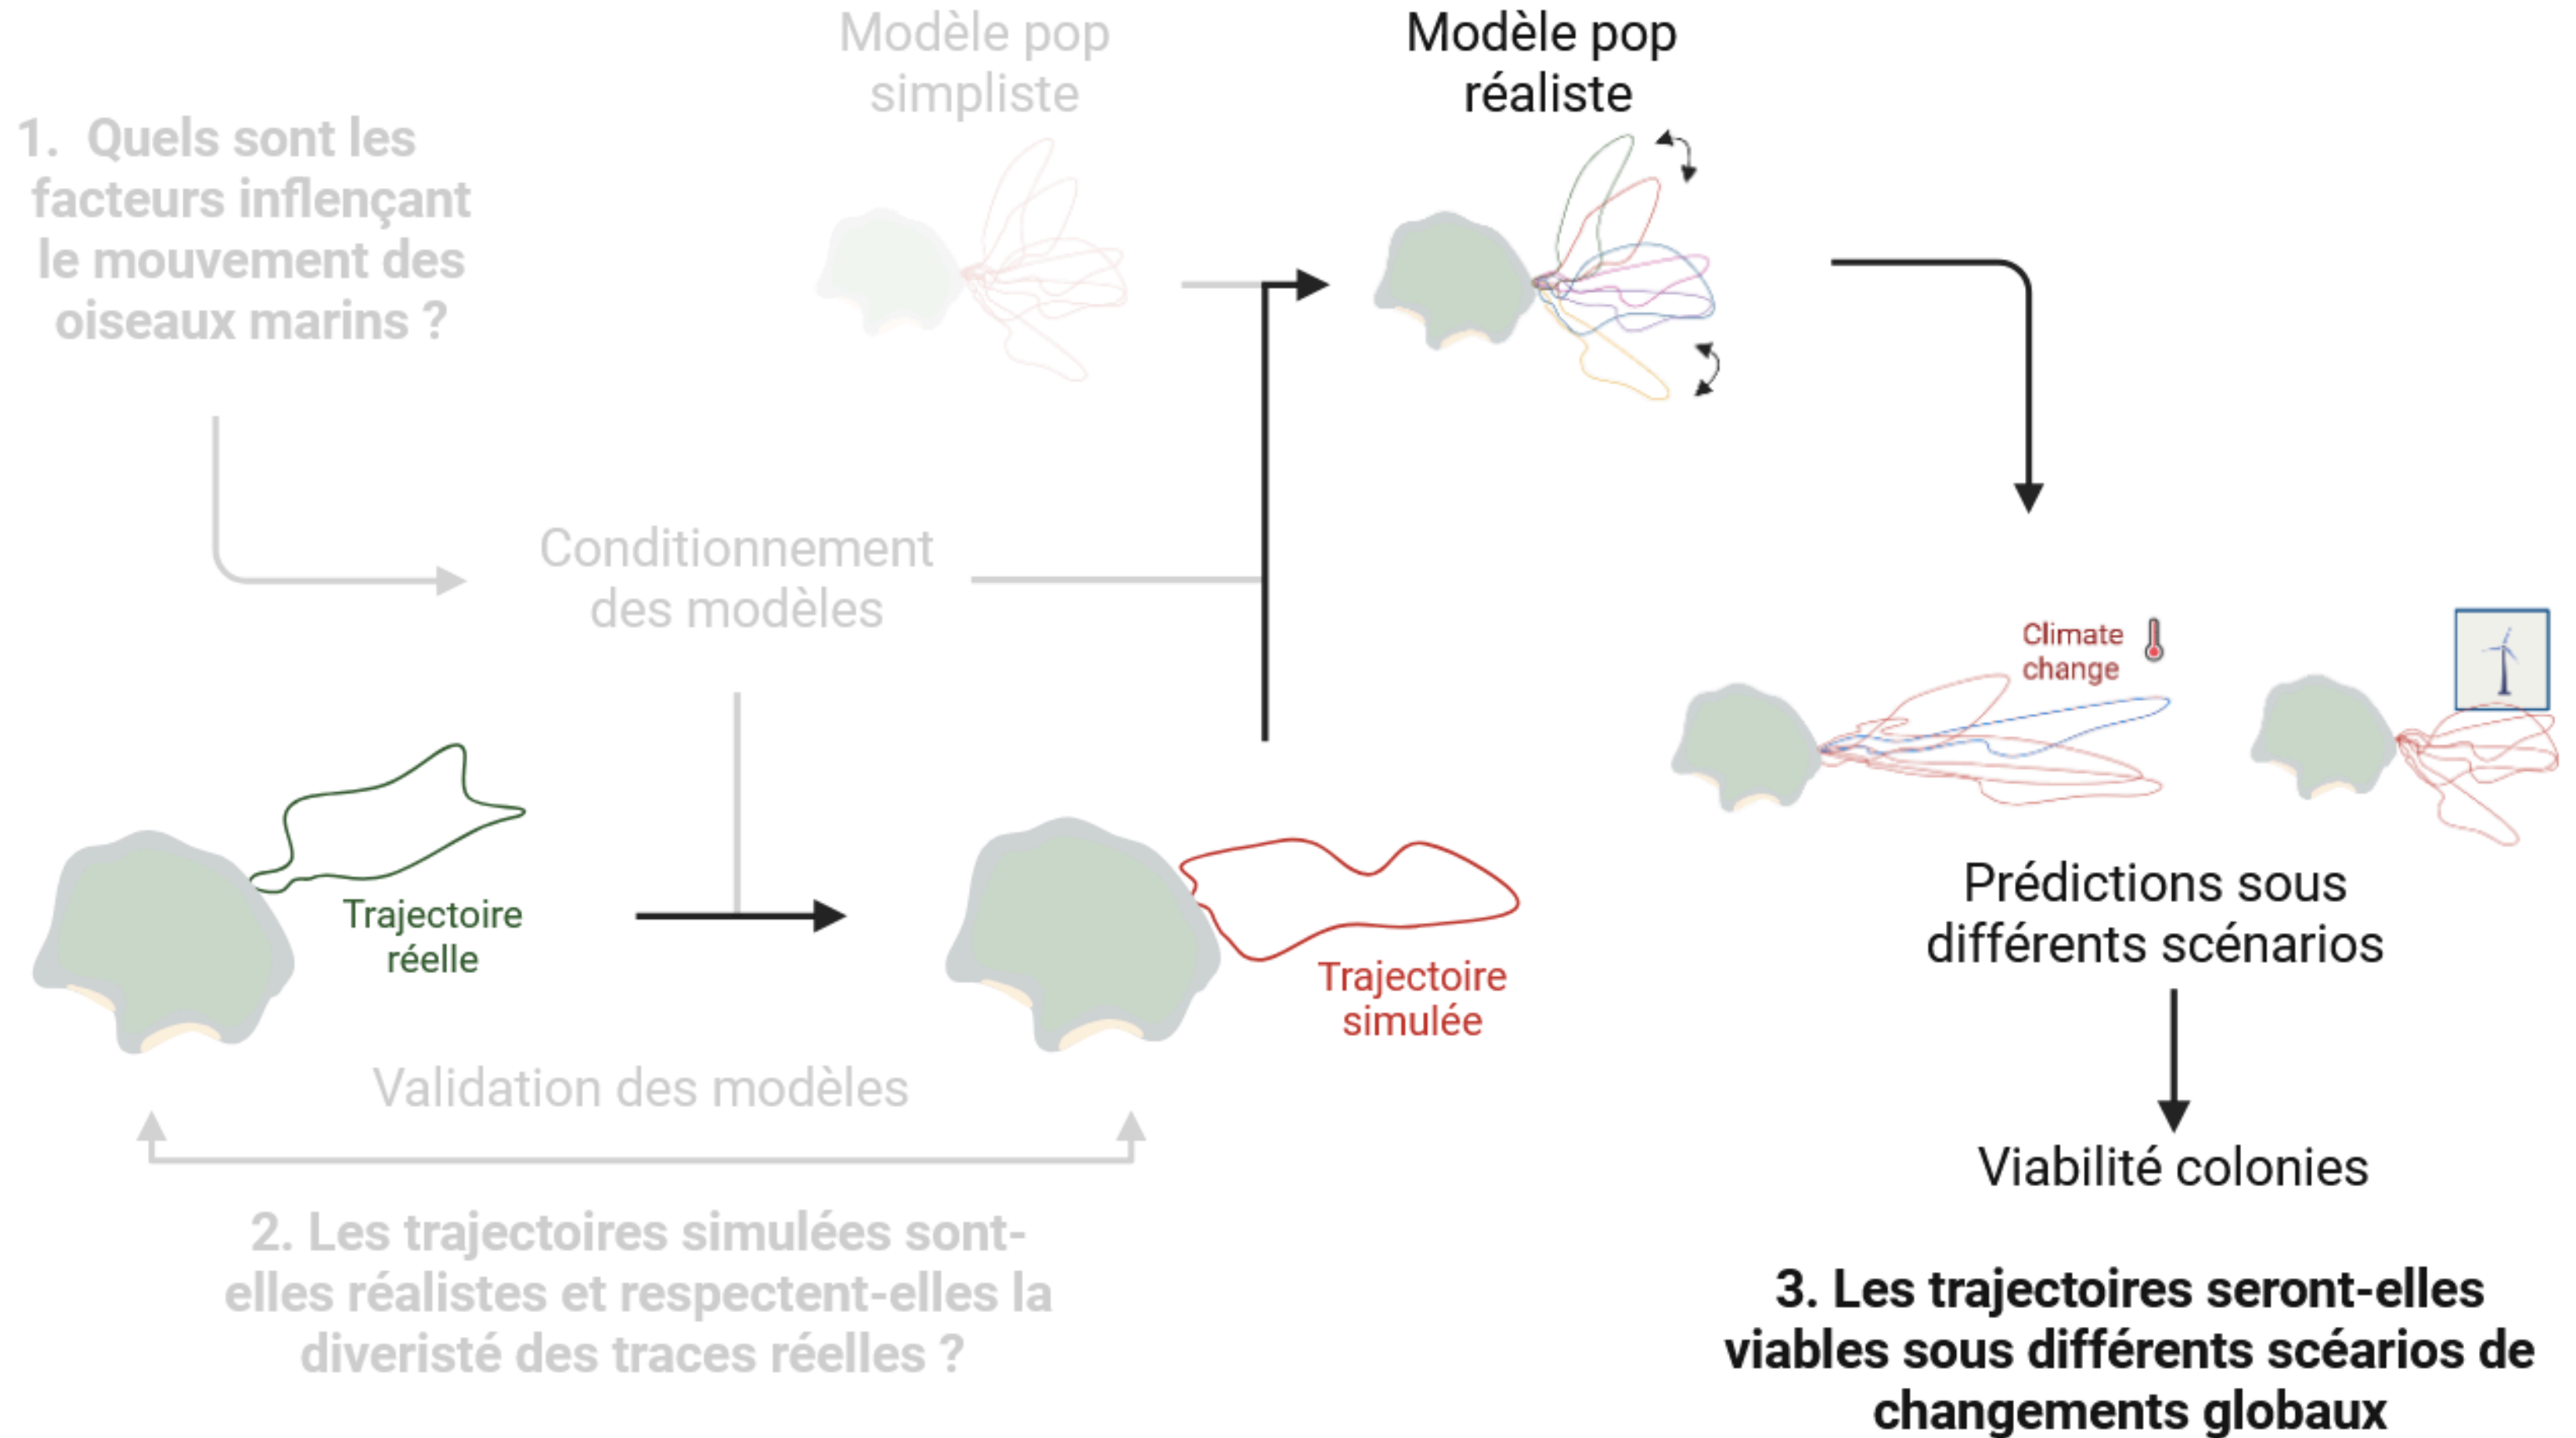 Modèle pop
simpliste
Modèle pop
réaliste
1. Quels sont les
facteurs inflençant
le mouvement des
oiseaux marins ?
Conditionnement
des modèles
Climate
change
Trajectoire
réelle
Trajectoire
simulée
Prédictions sous
différents scénarios
Validation des modèles
Viabilité colonies
2. Les trajectoires simulées sont-
elles réalistes et respectent-elles la
diveristé des traces réelles ?
3. Les trajectoires seront-elles
viables sous différents scéarios de
changements globaux